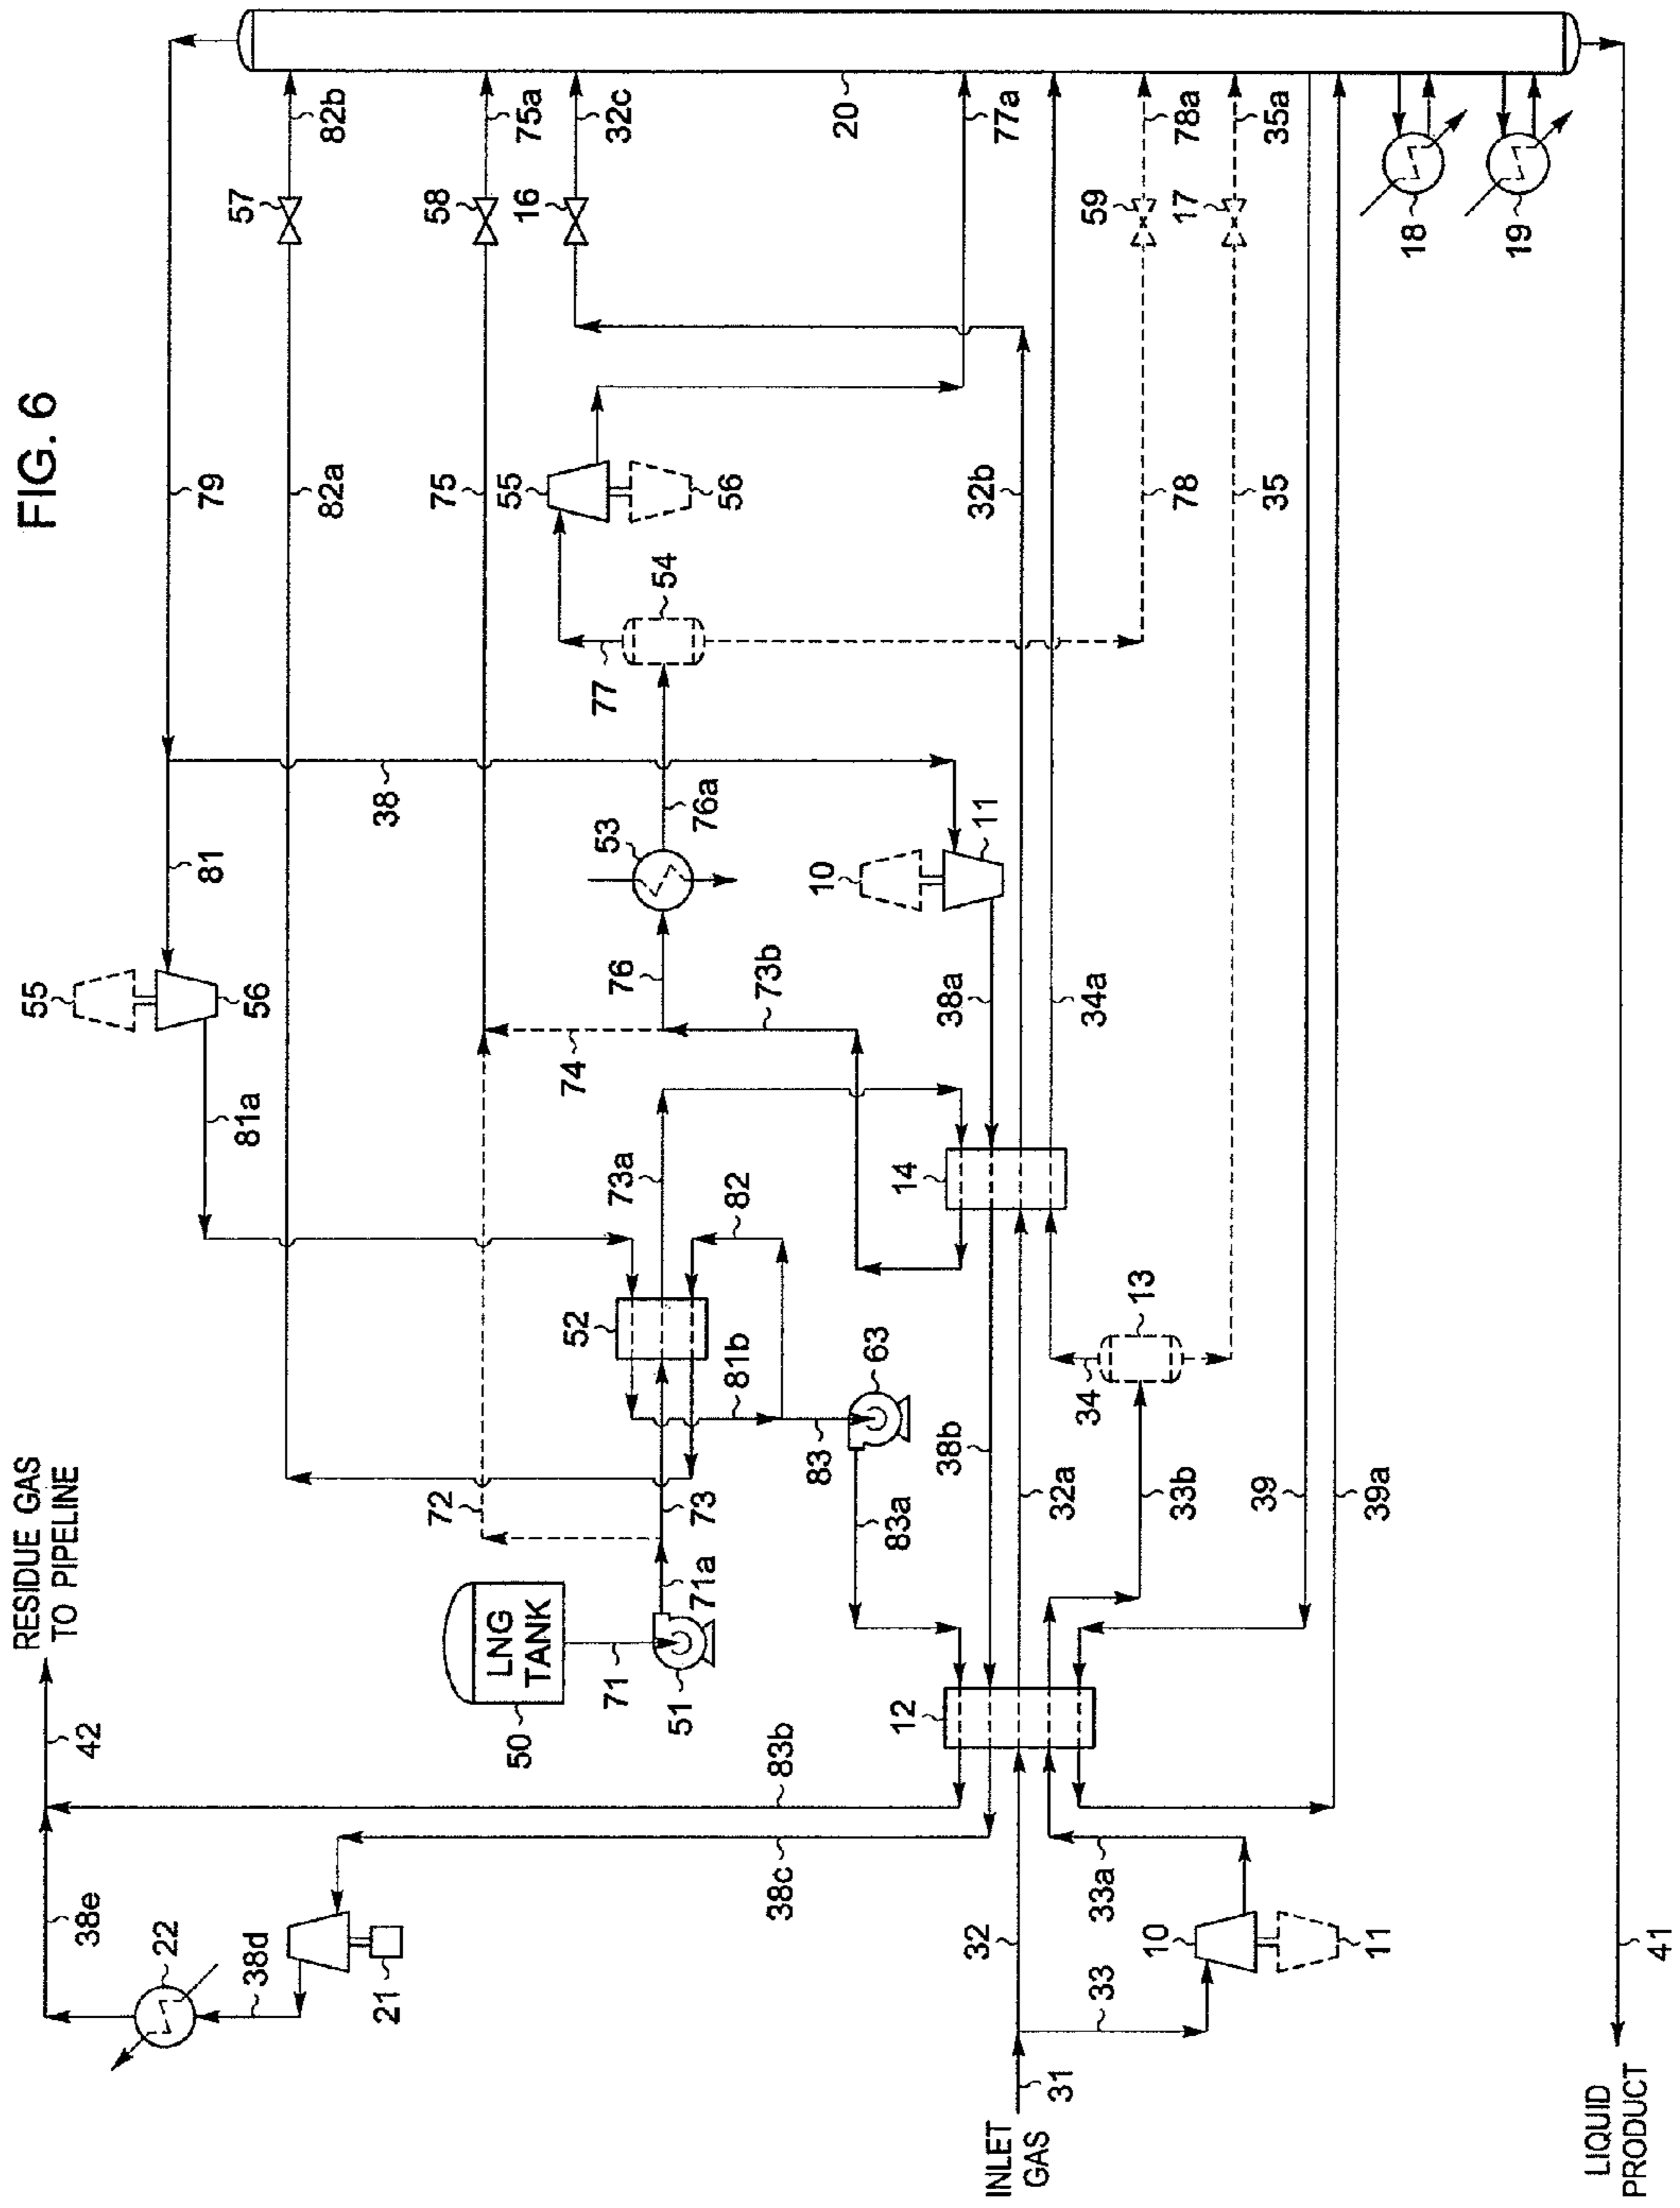 FIG. 6
RESIDUE GAS
TO PIPELINE
55
38e
42
22
81
79
56
81a
57
38d
82a
82b
21
38
72
75
58
LNG
TANK
75a
50
55
16
52
74
53
77
32c
71
76
54
51
71a
73
73a
76a
56
81b
82
73b
83b
38c
83
63
10
20
83a
12
14
11
38b
38a
32b
77a
32
32a
INLET
GAS
31
34
34a
59
33a
13
10
33b
78
78a
17
33
39
35
35a
11
39a
18
19
LIQUID
PRODUCT
41